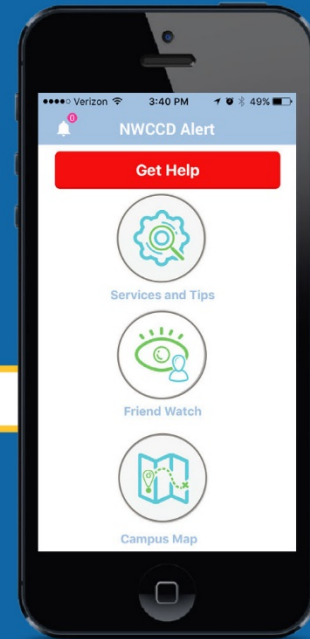 Verizon 3:40 PM 49%
0
NWCCD Alert
Get Help
Services and Tips
Friend Watch
Campus Map